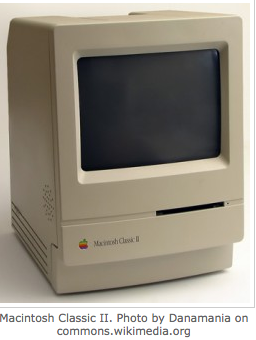 Macintosh Classic II
Macintosh Classic II. Photo by Danamania on
commons.wikimedia.org